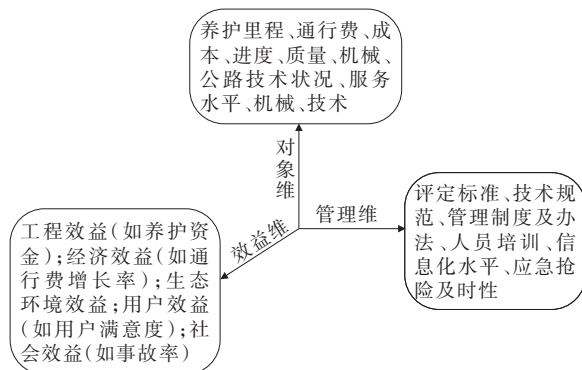 养护里程、通行费、成
本、进度、质量、机械、
公路技术状况、服务
水平、机械、技术
对象维
管理维
效益维
评定标准、技术规
范、管理制度及办
法、人员培训、信
息化水平、应急抢
险及时性
工程效益(如养护资
金);经济效益(如通
行费增长率);生态
环境效益;用户效益
(如用户满意度);社
会效益(如事故率)